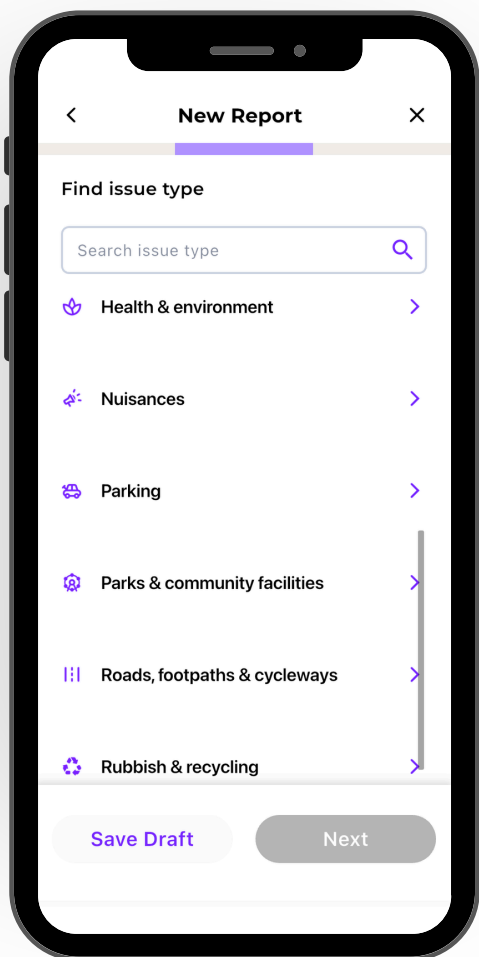 New Report
Find issue type
Search issue type
Health & environment
Nuisances
Parking
Parks & community facilities
Roads, footpaths & cycleways
Rubbish & recycling
Save Draft
Next